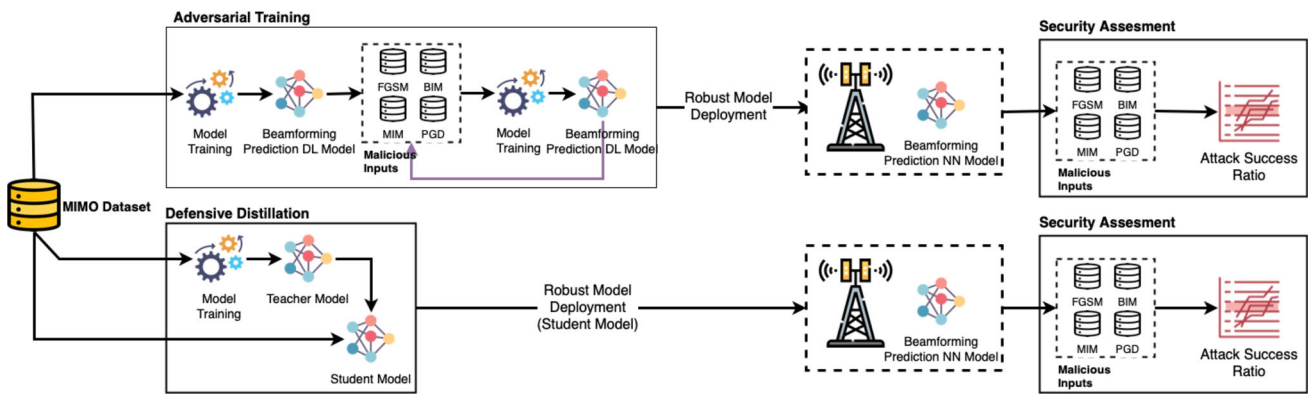 Adversarial Training
Security Assesment
FGSM
BIM
MIM
PGD
Model
Training
Beamforming
Prediction DL Model
Malicious
Inputs
Model
Training
Beamforming
Prediction DL Model
Robust Model
Deployment
Beamforming
Prediction NN Model
FGSM
BIM
MIM
PGD
Malicious
Inputs
Attack Success
Ratio
MIMO Dataset
Defensive Distillation
Security Assesment
Model
Training
Teacher Model
Student Model
Robust Model
Deployment
(Student Model)
Beamforming
Prediction NN Model
FGSM
BIM
MIM
PGD
Malicious
Inputs
Attack Success
Ratio